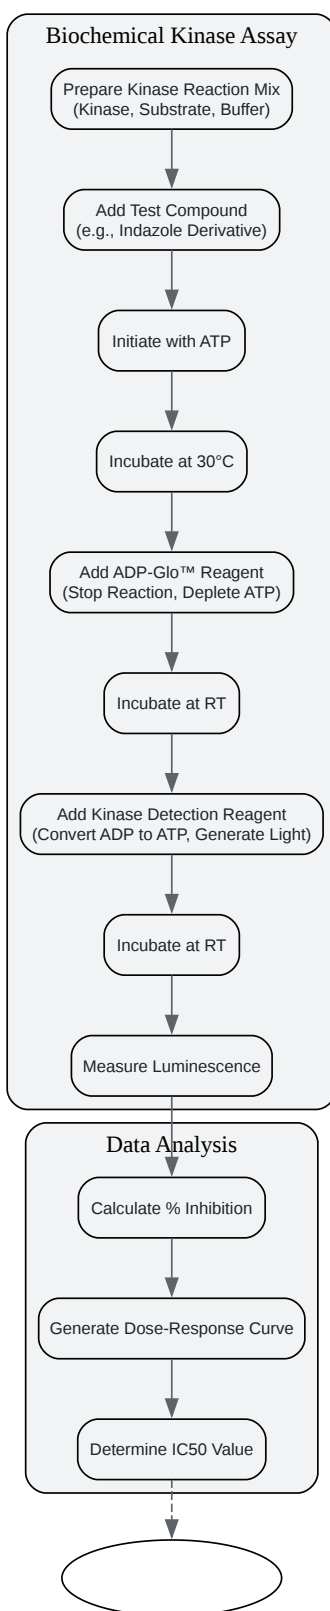 Biochemical Kinase Assay
Prepare Kinase Reaction Mix
(Kinase, Substrate, Buffer)
Add Test Compound
(e.g., Indazole Derivative)
Initiate with ATP
Incubate at 30°C
Add ADP-Glo™ Reagent
(Stop Reaction, Deplete ATP)
Incubate at RT
Add Kinase Detection Reagent
(Convert ADP to ATP, Generate Light)
Incubate at RT
Measure Luminescence
Data Analysis
Calculate % Inhibition
Generate Dose-Response Curve
Determine IC50 Value